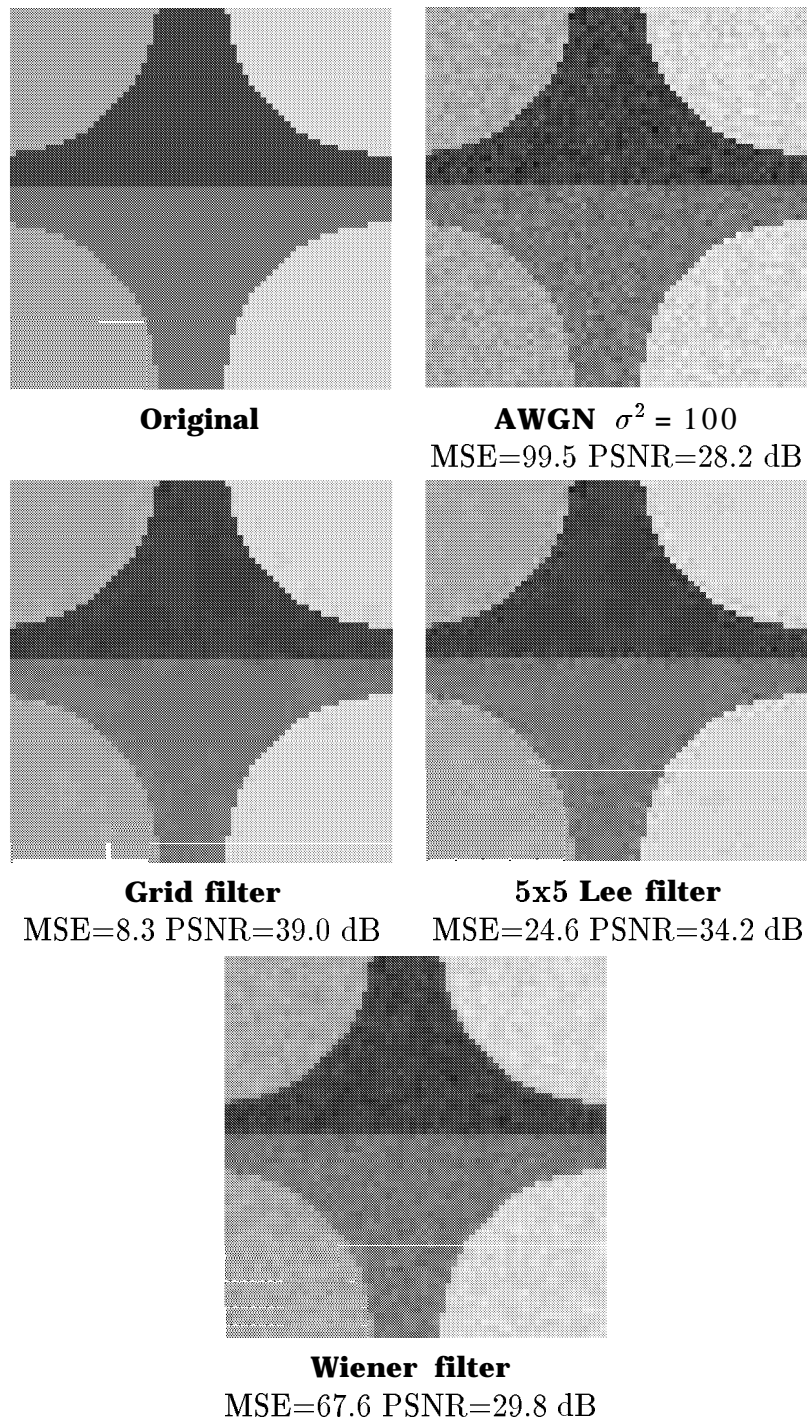 Original
AWGN σ² = 100
MSE=99.5 PSNR=28.2 dB
Grid filter
MSE=8.3 PSNR=39.0 dB
5x5 Lee filter
MSE=24.6 PSNR=34.2 dB
Wiener filter
MSE=67.6 PSNR=29.8 dB